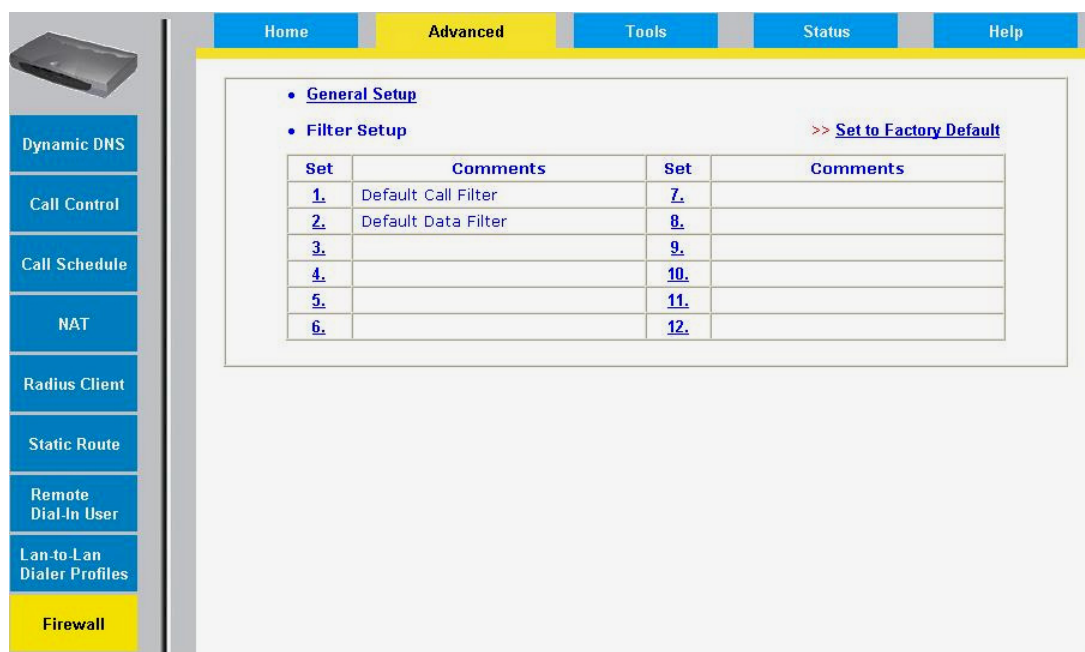 Home Advanced Tools Status Help
Dynamic DNS
Call Control
Call Schedule
NAT
Radius Client
Static Route
Remote
Dial-In User
Lan-to-Lan
Dialer Profiles
Firewall
• General Setup
• Filter Setup >> Set to Factory Default
Set Comments Set Comments
1. Default Call Filter 7.
2. Default Data Filter 8.
3. 9.
4. 10.
5. 11.
6. 12.